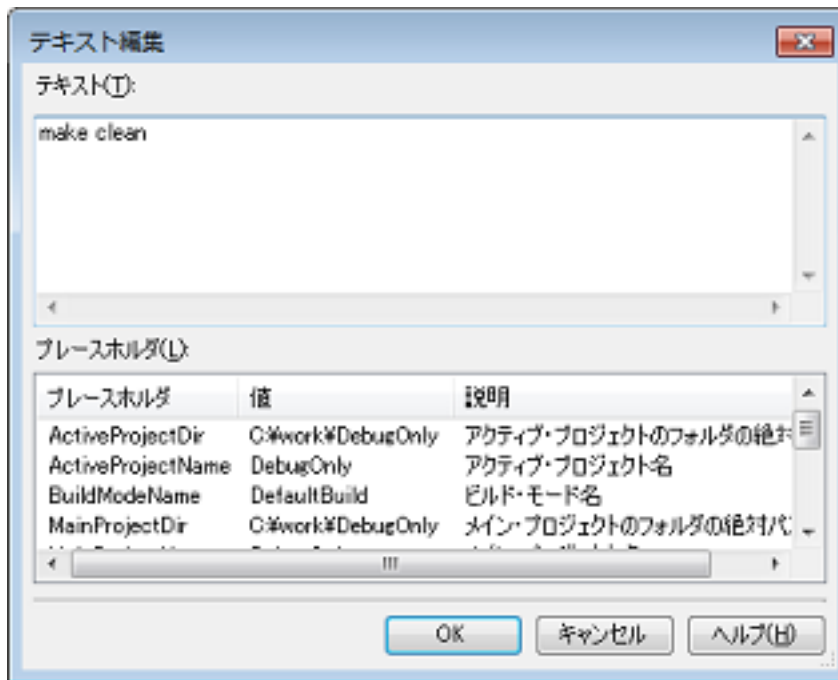 テキスト編集
テキスト(T):
make clean
プレースホルダ(L):
プレースホルダ 値 説明
ActiveProjectDir C:¥work¥DebugOnly アクティブ・プロジェクトのフォルダの絶対
ActiveProjectName DebugOnly アクティブ・プロジェクト名
BuildModeName DefaultBuild ビルド・モード名
MainProjectDir C:¥work¥DebugOnly メイン・プロジェクトのフォルダの絶対パ
OK キャンセル ヘルプ(H)